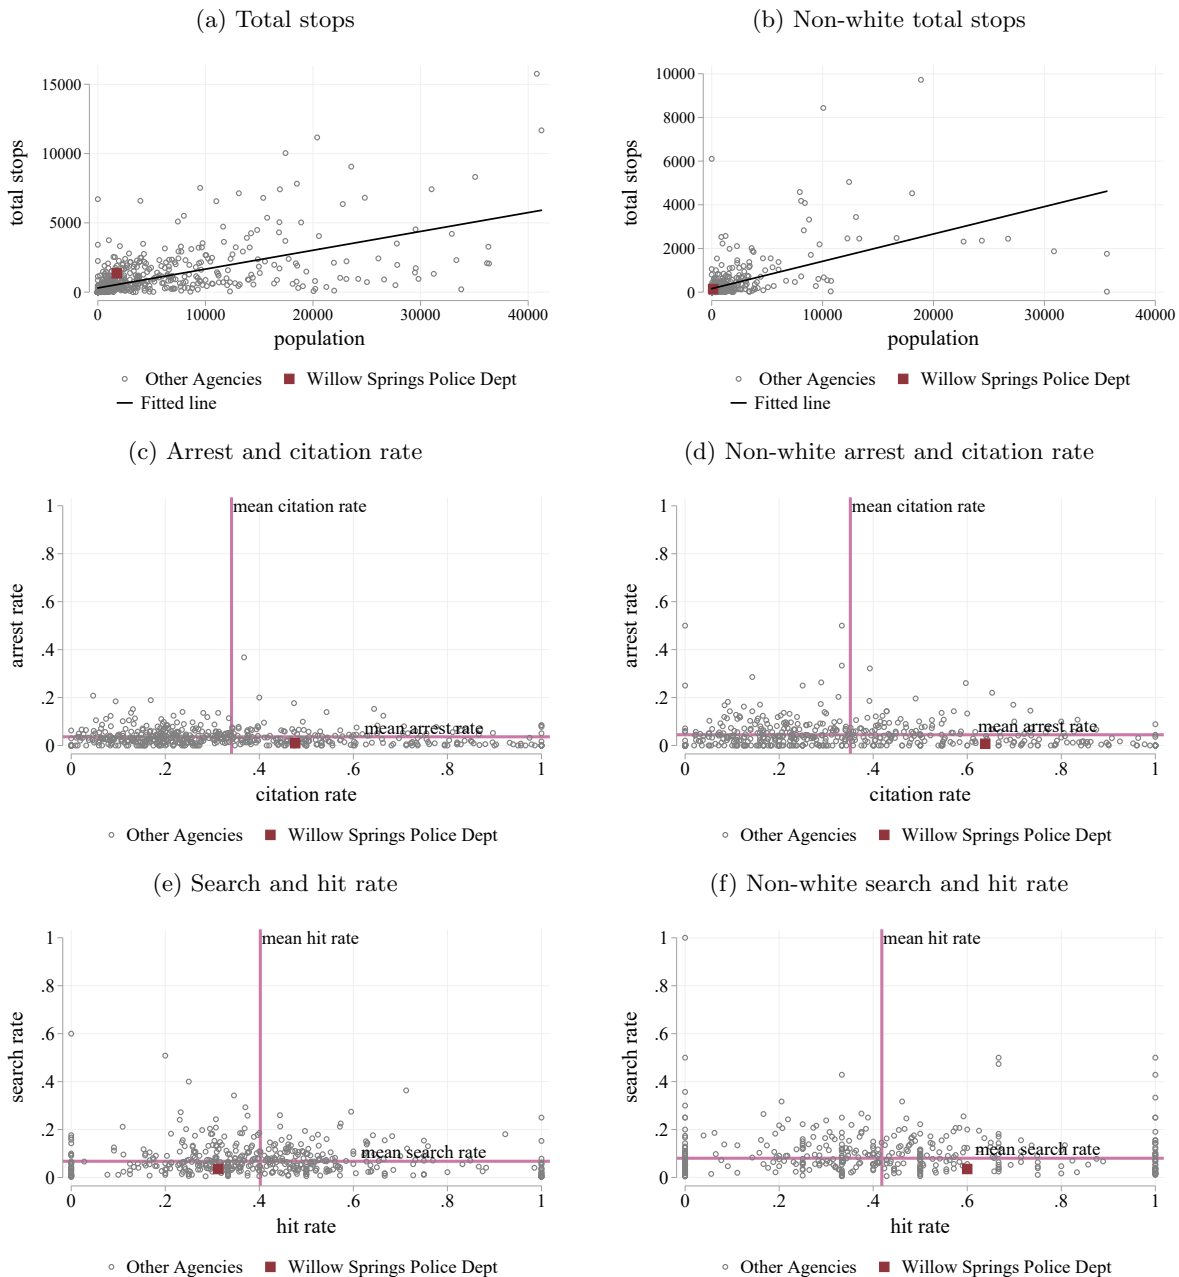 (a) Total stops
total stops
15000
10000
5000
0
0 10000 20000 30000 40000
population
Other Agencies Willow Springs Police Dept
Fitted line
(b) Non-white total stops
total stops
10000
8000
6000
4000
2000
0
0 10000 20000 30000 40000
population
Other Agencies Willow Springs Police Dept
Fitted line
(c) Arrest and citation rate
arrest rate
1
.8
.6
.4
.2
0
mean citation rate
mean arrest rate
0 .2 .4 .6 .8 1
citation rate
Other Agencies Willow Springs Police Dept
(d) Non-white arrest and citation rate
arrest rate
1
.8
.6
.4
.2
0
mean citation rate
mean arrest rate
0 .2 .4 .6 .8 1
citation rate
Other Agencies Willow Springs Police Dept
(e) Search and hit rate
search rate
1
.8
.6
.4
.2
0
mean hit rate
mean search rate
0 .2 .4 .6 .8 1
hit rate
Other Agencies Willow Springs Police Dept
(f) Non-white search and hit rate
search rate
1
.8
.6
.4
.2
0
mean hit rate
mean search rate
0 .2 .4 .6 .8 1
hit rate
Other Agencies Willow Springs Police Dept